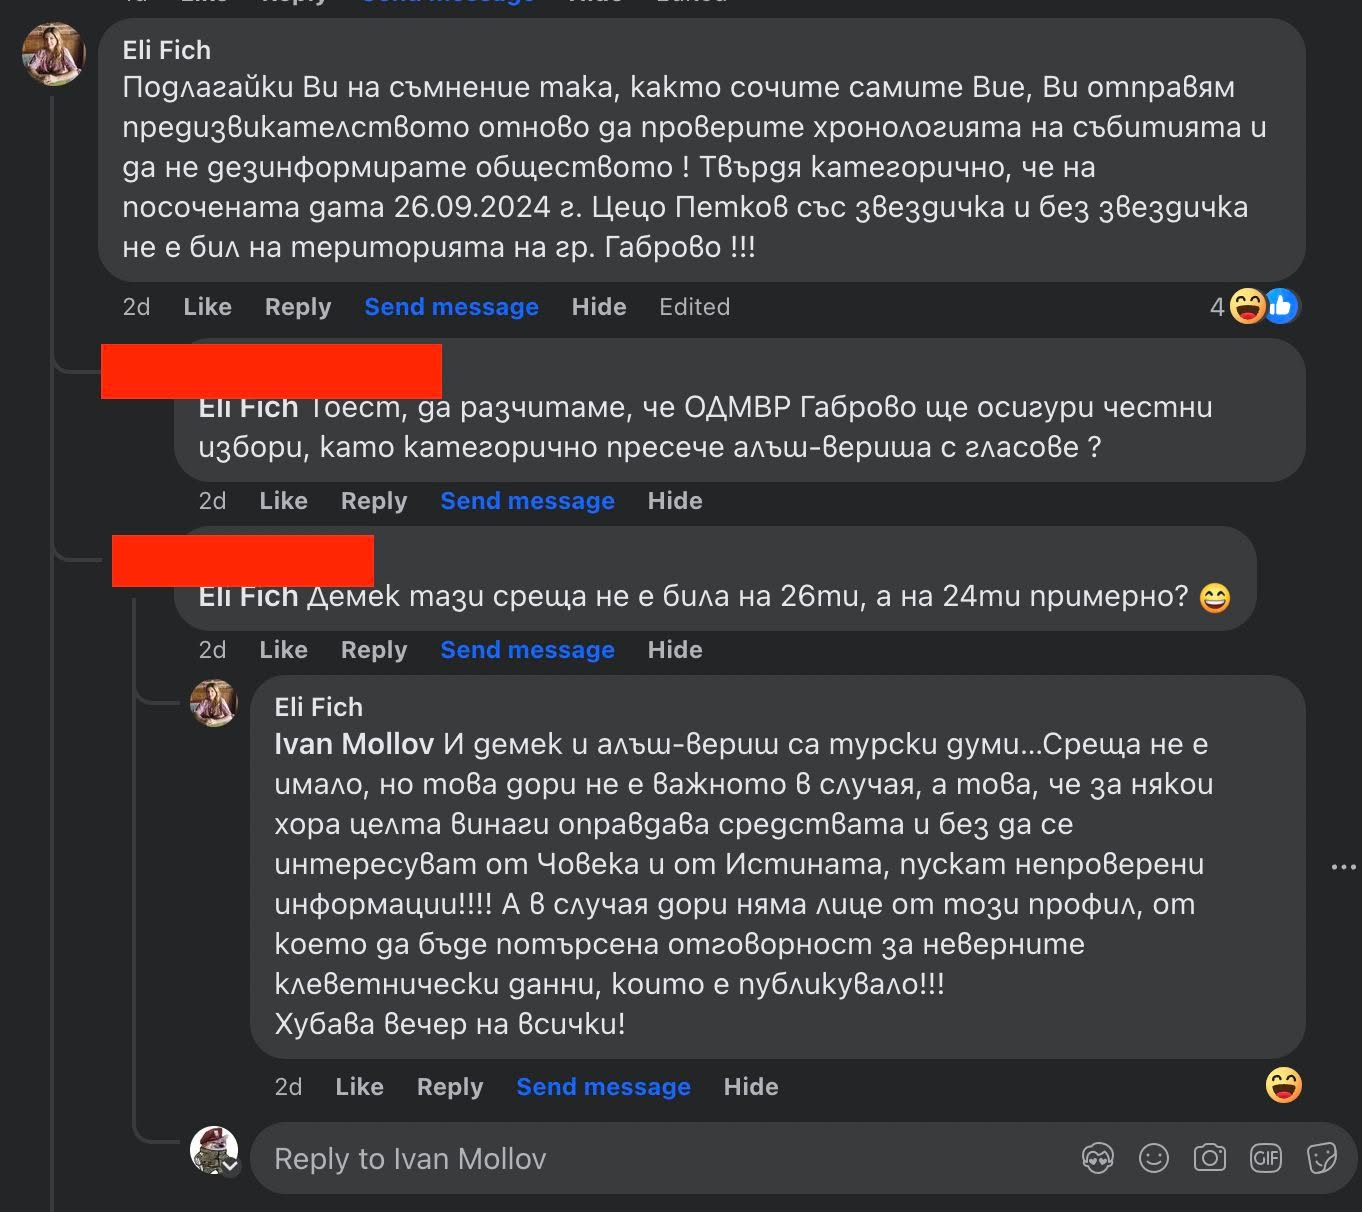 Like Reply Send message Hide Edited
Eli Fich
Подлагайки Ви на съмнение така, както сочите самите Вие, Ви отправям
предизвикателството отново да проверите хронологията на събитията и
да не дезинформирате обществото ! Твърдя категорично, че на
посочената дата 26.09.2024 г. Цецо Петков със звездичка и без звездичка
не е бил на територията на гр. Габрово !!!
2d Like Reply Send message Hide Edited 4
Eli Fich Тоест, да разчитаме, че ОДМВР Габрово ще осигури честни
избори, като категорично пресече алъш-вериша с гласове ?
2d Like Reply Send message Hide
Eli Fich Демек тази среща не е била на 26ти, а на 24ти примерно? 😄
2d Like Reply Send message Hide
Eli Fich
Ivan Mollov И демек и алъш-вериш са турски думи...Среща не е
имало, но това дори не е важното в случая, а това, че за някои
хора целта винаги оправдава средствата и без да се
интересуват от Човека и от Истината, пускат непроверени
информации!!!! А в случая дори няма лице от този профил, от
което да бъде потърсена отговорност за неверните
клеветнически данни, които е публикувало!!!
Хубава вечер на всички!
2d Like Reply Send message Hide
Reply to Ivan Mollov GIF